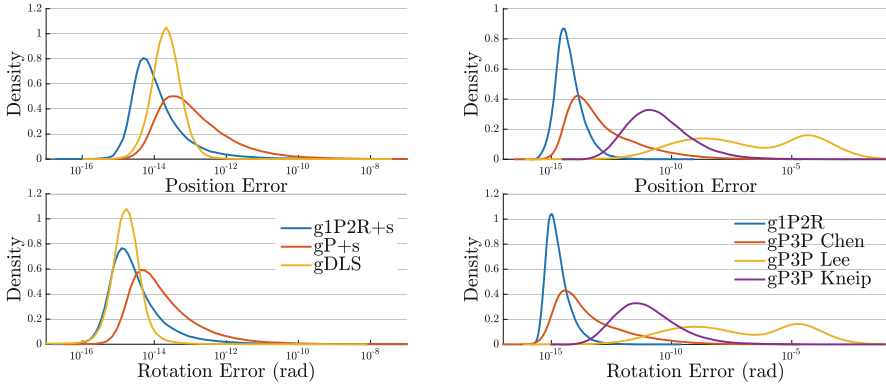 1.2
1
0.8
0.6
0.4
0.2
0
Density
10^-16
10^-14
10^-12
10^-10
10^-8
Position Error
1
0.8
0.6
0.4
0.2
0
Density
10^-15
10^-10
10^-5
Position Error
1.2
1
0.8
0.6
0.4
0.2
0
Density
g1P2R+s
gP+s
gDLS
10^-16
10^-14
10^-12
10^-10
10^-8
Rotation Error (rad)
1.2
1
0.8
0.6
0.4
0.2
0
Density
g1P2R
gP3P Chen
gP3P Lee
gP3P Kneip
10^-15
10^-10
10^-5
Rotation Error (rad)